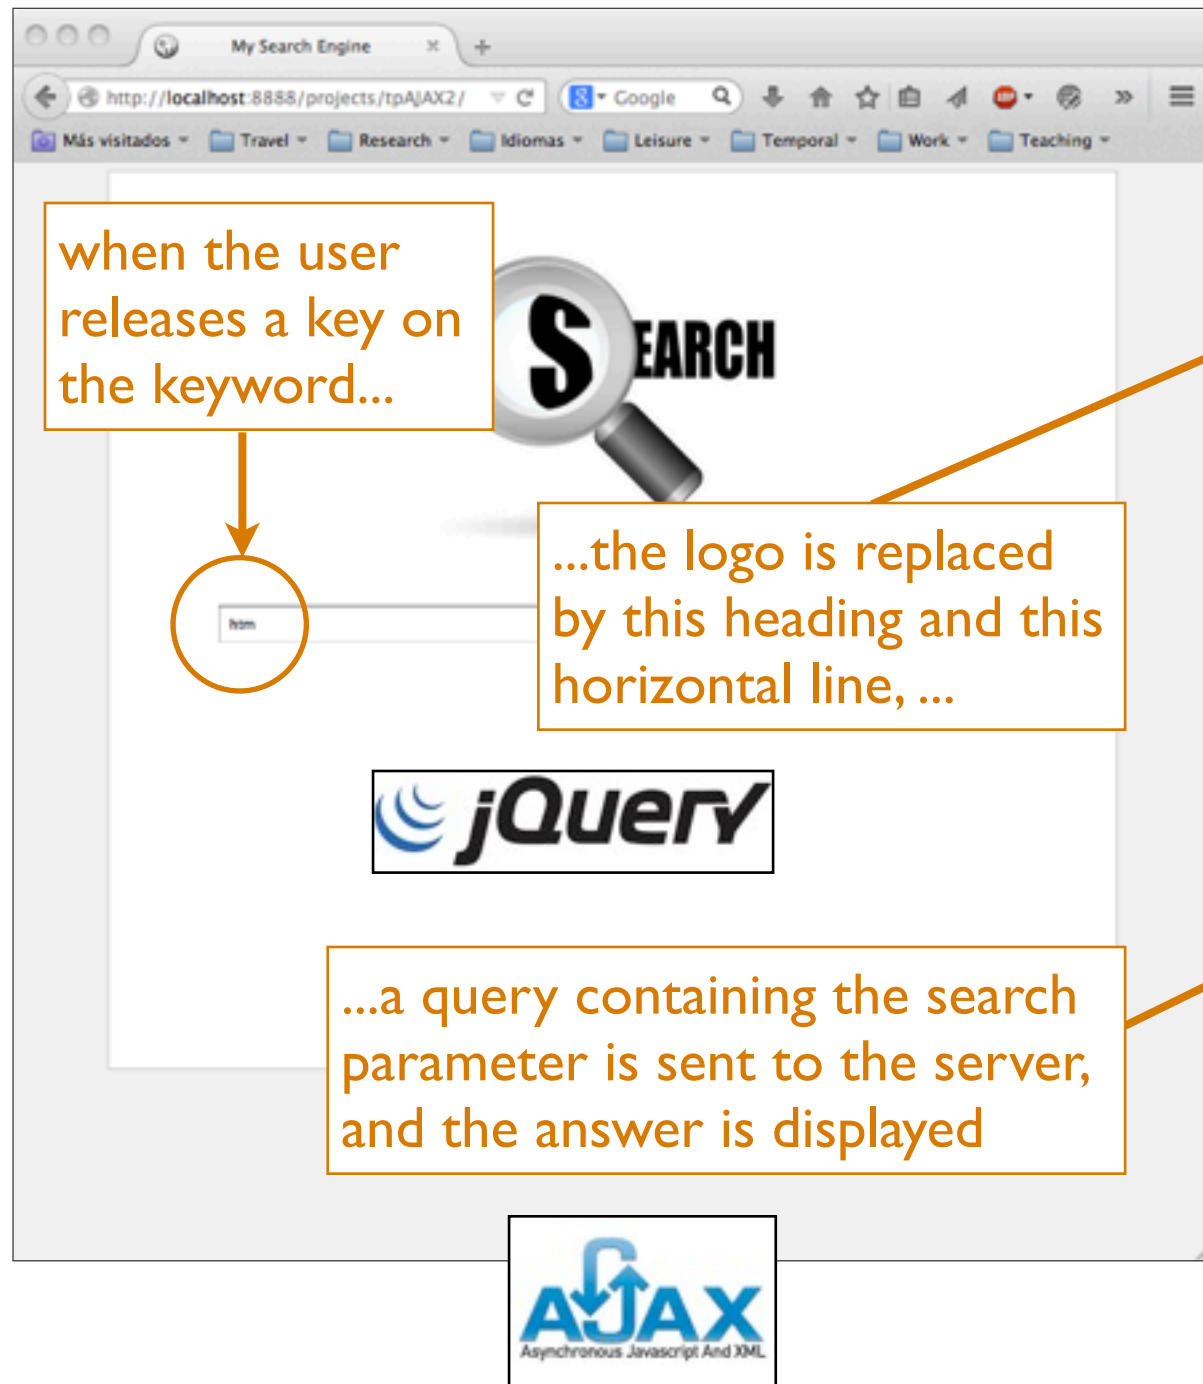 My Search Engine
http://localhost:8888/projects/tpAJAX2/
Google
Más visitados
Travel
Research
Idiomas
Leisure
Temporal
Work
Teaching
when the user
releases a key on
the keyword...
SEARCH
...the logo is replaced
by this heading and this
horizontal line, ...
htm
jQuery
...a query containing the search
parameter is sent to the server,
and the answer is displayed
AJAX
Asynchronous Javascript And XML